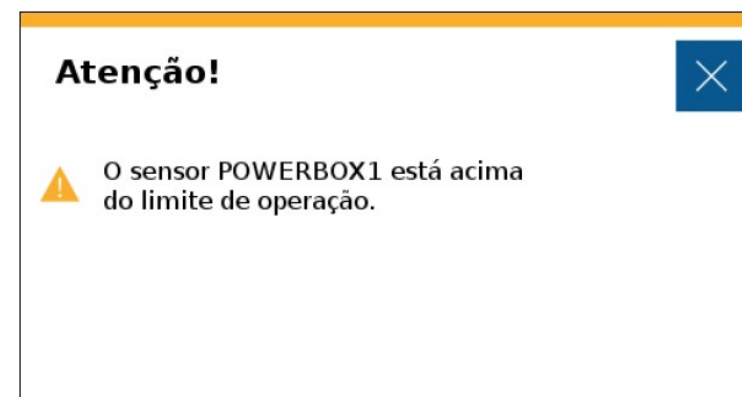 Atenção!
O sensor POWERBOX1 está acima
do limite de operação.